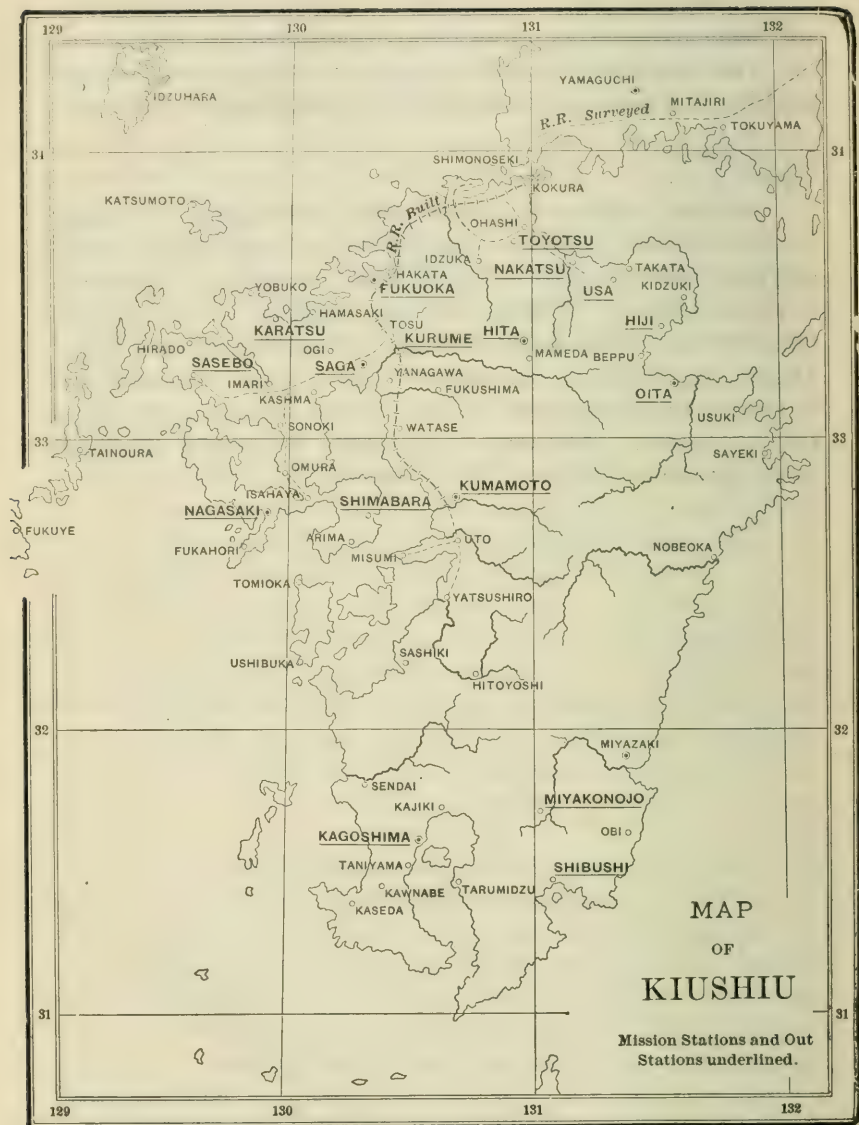 129 130 131 132
IDZUHARA
YAMAGUCHI
MITAJIRI
R.R. Surveyed
TOKUYAMA
31 31
SHIMONOSEKI
KOKURA
KATSUMOTO
R.R. Built
OHASHI
TOYOTSU
IDZUKA
NAKATSU
TAKATA
HAKATA
FUKUOKA
USA
KIDZUKI
YOBUKO
HAMASAKI
KARATSU
TOSU
HIJI
HIRADO
OGI
KURUME
HITA
MAMEDA
BEPPU
SASEBO
SAGA
IMARI
YANAGAWA
KASHMA
FUKUSHIMA
OITA
USUKI
SONOKI
WATASE
33 33
TAINOURA
SAYEKI
OMURA
ISAHAYA
KUMAMOTO
NAGASAKI
SHIMABARA
FUKUYE
FUKAHORI
ARIMA
UTO
MISUMI
NOBEOKA
TOMIOKA
YATSUSHIRO
USHIBUKA
SASHIKI
HITOYOSHI
32 32
MIYAZAKI
SENDAI
KAJIKI
MIYAKONOJO
KAGOSHIMA
OBI
TANIYAMA
SHIBUSHI
KAWNABE
TARUMIDZU
KASEDA
MAP
OF
KIUSHIU
31 31
Mission Stations and Out
Stations underlined.
129 130 131 132